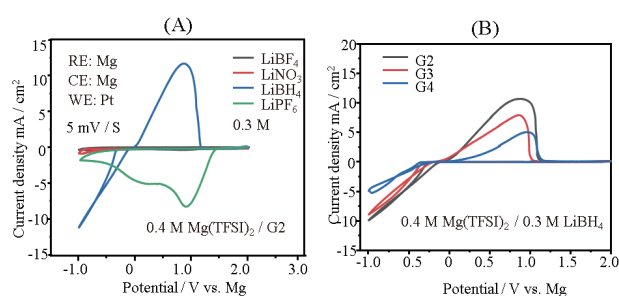 (A)
15
10
5
0
-5
-10
-15
-1.0
0
1.0
2.0
3.0
Current density mA / cm²
Potential / V vs. Mg
RE: Mg
CE: Mg
WE: Pt
5 mV / S
LiBF₄
LiNO₃
LiBH₄
LiPF₆
0.3 M
0.4 M Mg(TFSI)₂ / G2
(B)
20
15
10
5
0
-5
-10
15
-1.0
-0.5
0
0.5
1.0
1.5
2.0
Current density mA / cm²
Potential / V vs. Mg
G2
G3
G4
0.4 M Mg(TFSI)₂ / 0.3 M LiBH₄